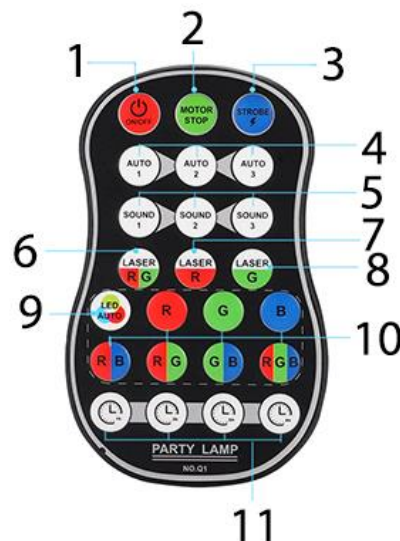 1 2 3
ON/OFF MOTOR STOP STROBE
4
AUTO 1 AUTO 2 AUTO 3
5
SOUND 1 SOUND 2 SOUND 3
6 7
LASER R G LASER R LASER G
8
9
LED AUTO R G B
10
R B R G G B R G B
PARTY LAMP
NO.Q1
11